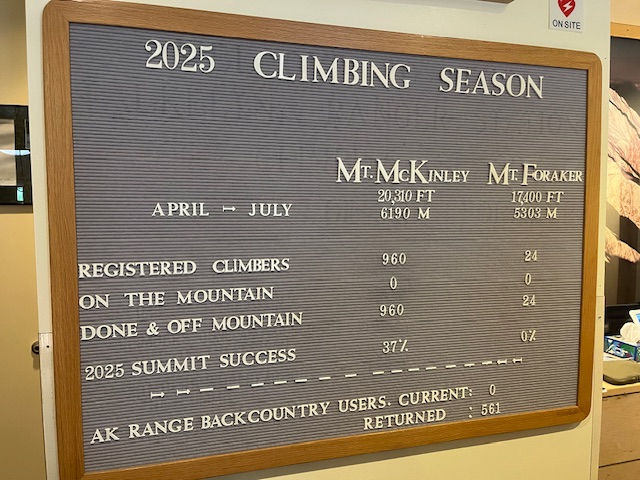 ON SITE
2025 CLIMBING SEASON
MT. MCKINLEY MT. FORAKER
20,310 FT 17,400 FT
APRIL ↦ JULY 6190 M 5303 M
REGISTERED CLIMBERS 960 24
ON THE MOUNTAIN 0 0
DONE & OFF MOUNTAIN 960 24
2025 SUMMIT SUCCESS 37% 0%
AK RANGE BACKCOUNTRY USERS. CURRENT: 0
RETURNED : 561